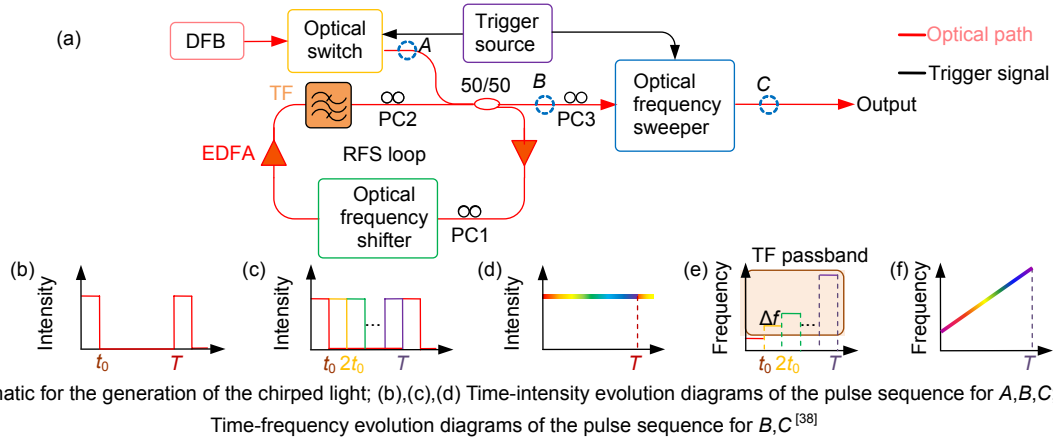 (a)
DFB
Optical
switch
A
Trigger
source
Optical path
Trigger signal
TF
PC2
50/50
B
PC3
Optical
frequency
sweeper
C
Output
EDFA
RFS loop
Optical
frequency
shifter
PC1
(b)
Intensity
t₀
T
(c)
Intensity
...
t₀ 2t₀
T
(d)
Intensity
T
(e)
TF passband
Frequency
Δf
...
t₀ 2t₀
T
(f)
Frequency
T
matic for the generation of the chirped light; (b),(c),(d) Time-intensity evolution diagrams of the pulse sequence for A,B,C
Time-frequency evolution diagrams of the pulse sequence for B,C [38]